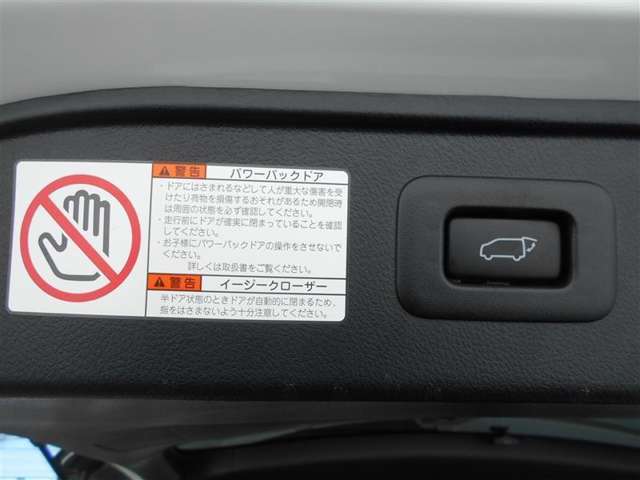 警告 パワーバックドア
・ドアにはさまれるなどして人が重大な傷害を受
けたり荷物を損傷するおそれがあるため開閉時
は周囲の状態を必ず確認してください。
・走行前にドアが確実に閉まっていることを確認
してください。
・お子様にパワーバックドアの操作をさせないで
ください。
詳しくは取扱書をご覧ください。
警告 イージークローザー
半ドア状態のときドアが自動的に閉まるため、
指をはさまないよう十分注意してください。